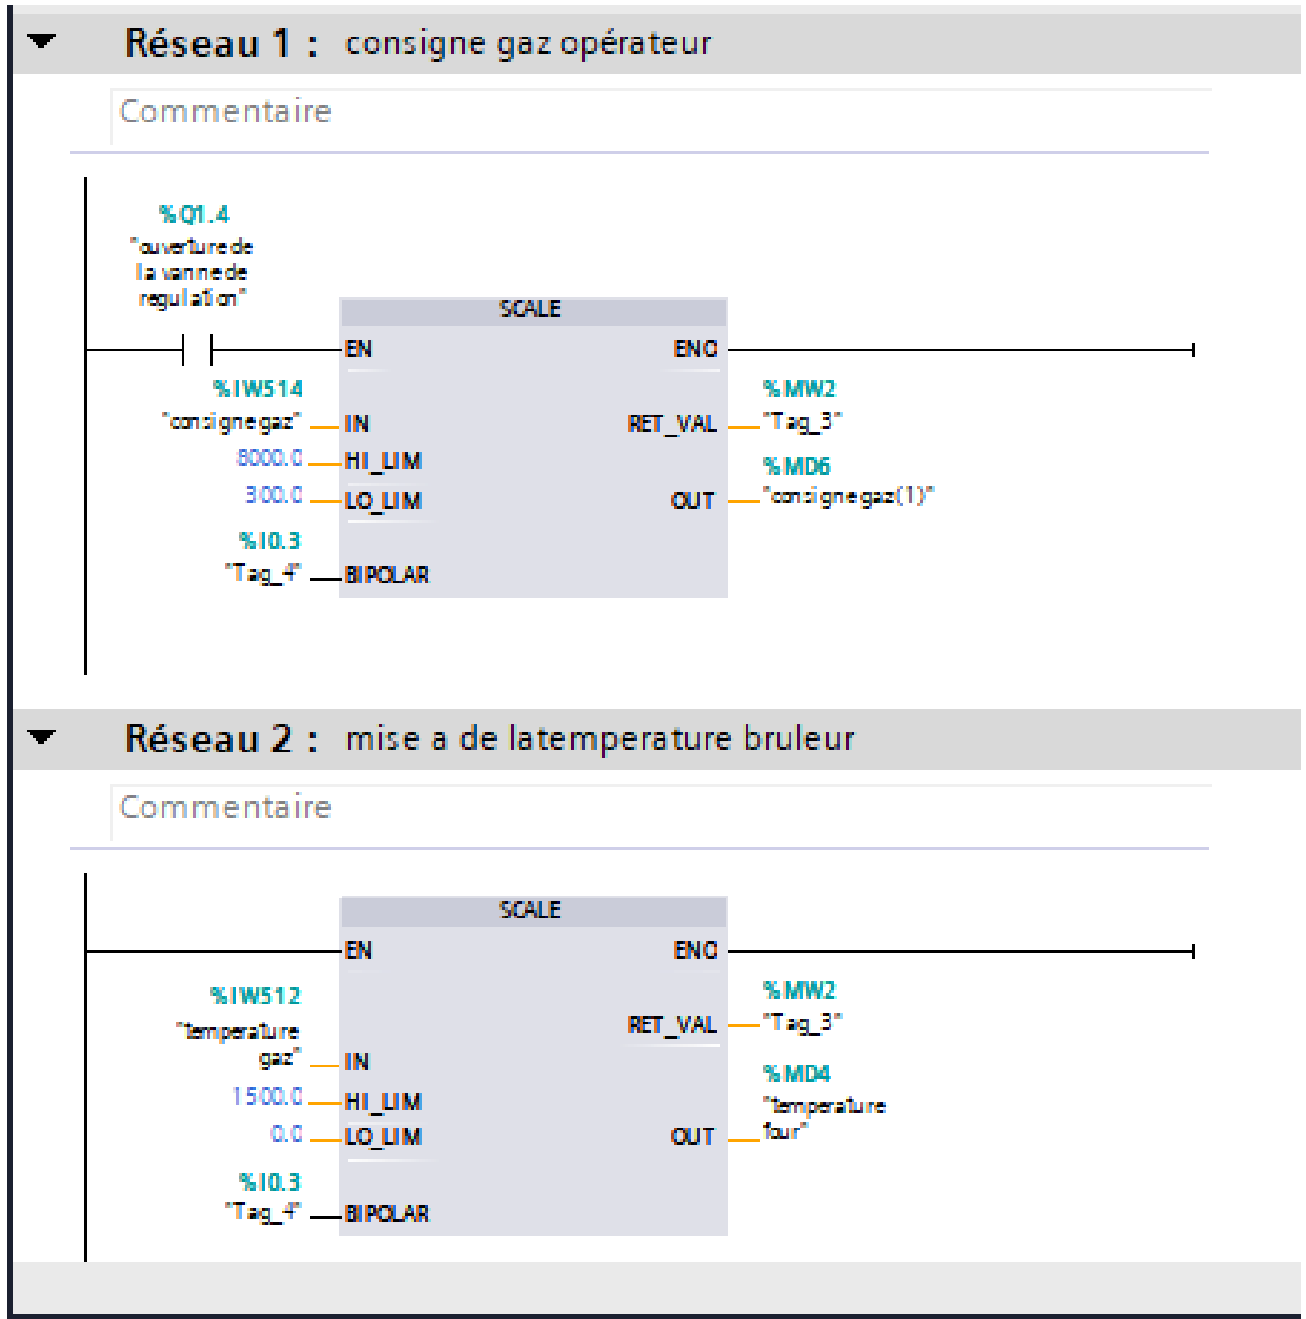 Réseau 1 : consigne gaz opérateur
Commentaire
%Q1.4
"ouverture de
la vanne de
regulation"
SCALE
EN ENO
%IW514 %MW2
"consigne gaz" IN RET_VAL "Tag_3"
8000.0 HI_LIM %MD6
300.0 LO_LIM OUT "consigne gaz(1)"
%I0.3
"Tag_4" BIPOLAR
Réseau 2 : mise a de latemperature bruleur
Commentaire
SCALE
EN ENO
%IW512 %MW2
"temperature RET_VAL "Tag_3"
gaz" IN
%MD4
1500.0 HI_LIM "temperature
0.0 LO_LIM OUT four"
%I0.3
"Tag_4" BIPOLAR